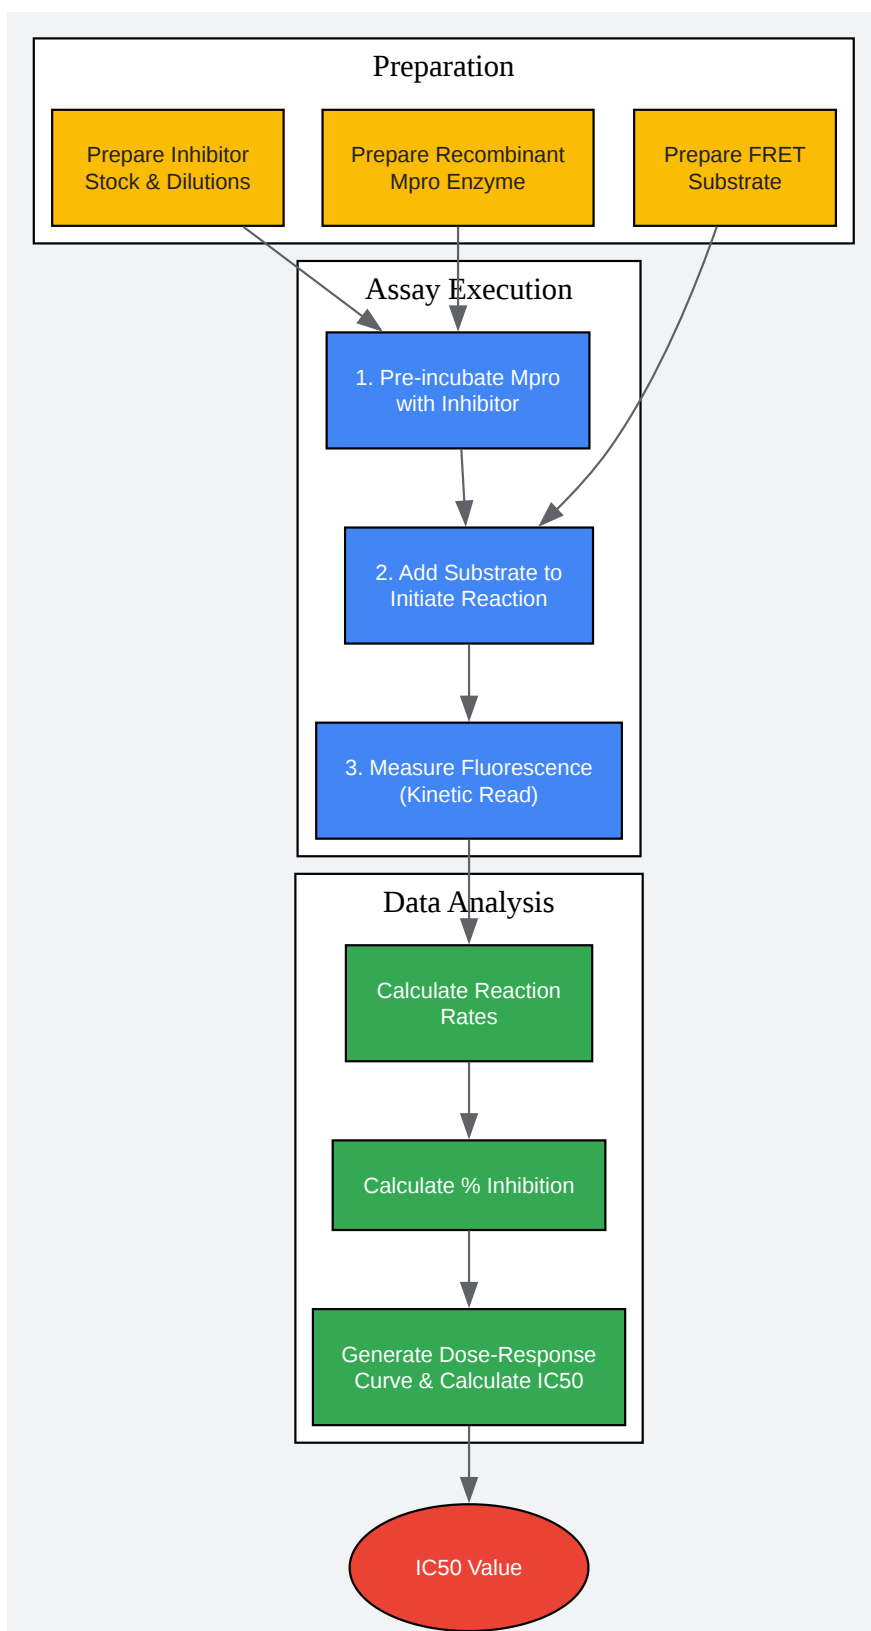 Preparation
Prepare Inhibitor
Stock & Dilutions
Prepare Recombinant
Mpro Enzyme
Prepare FRET
Substrate
Assay Execution
1. Pre-incubate Mpro
with Inhibitor
2. Add Substrate to
Initiate Reaction
3. Measure Fluorescence
(Kinetic Read)
Data Analysis
Calculate Reaction
Rates
Calculate % Inhibition
Generate Dose-Response
Curve & Calculate IC50
IC50 Value